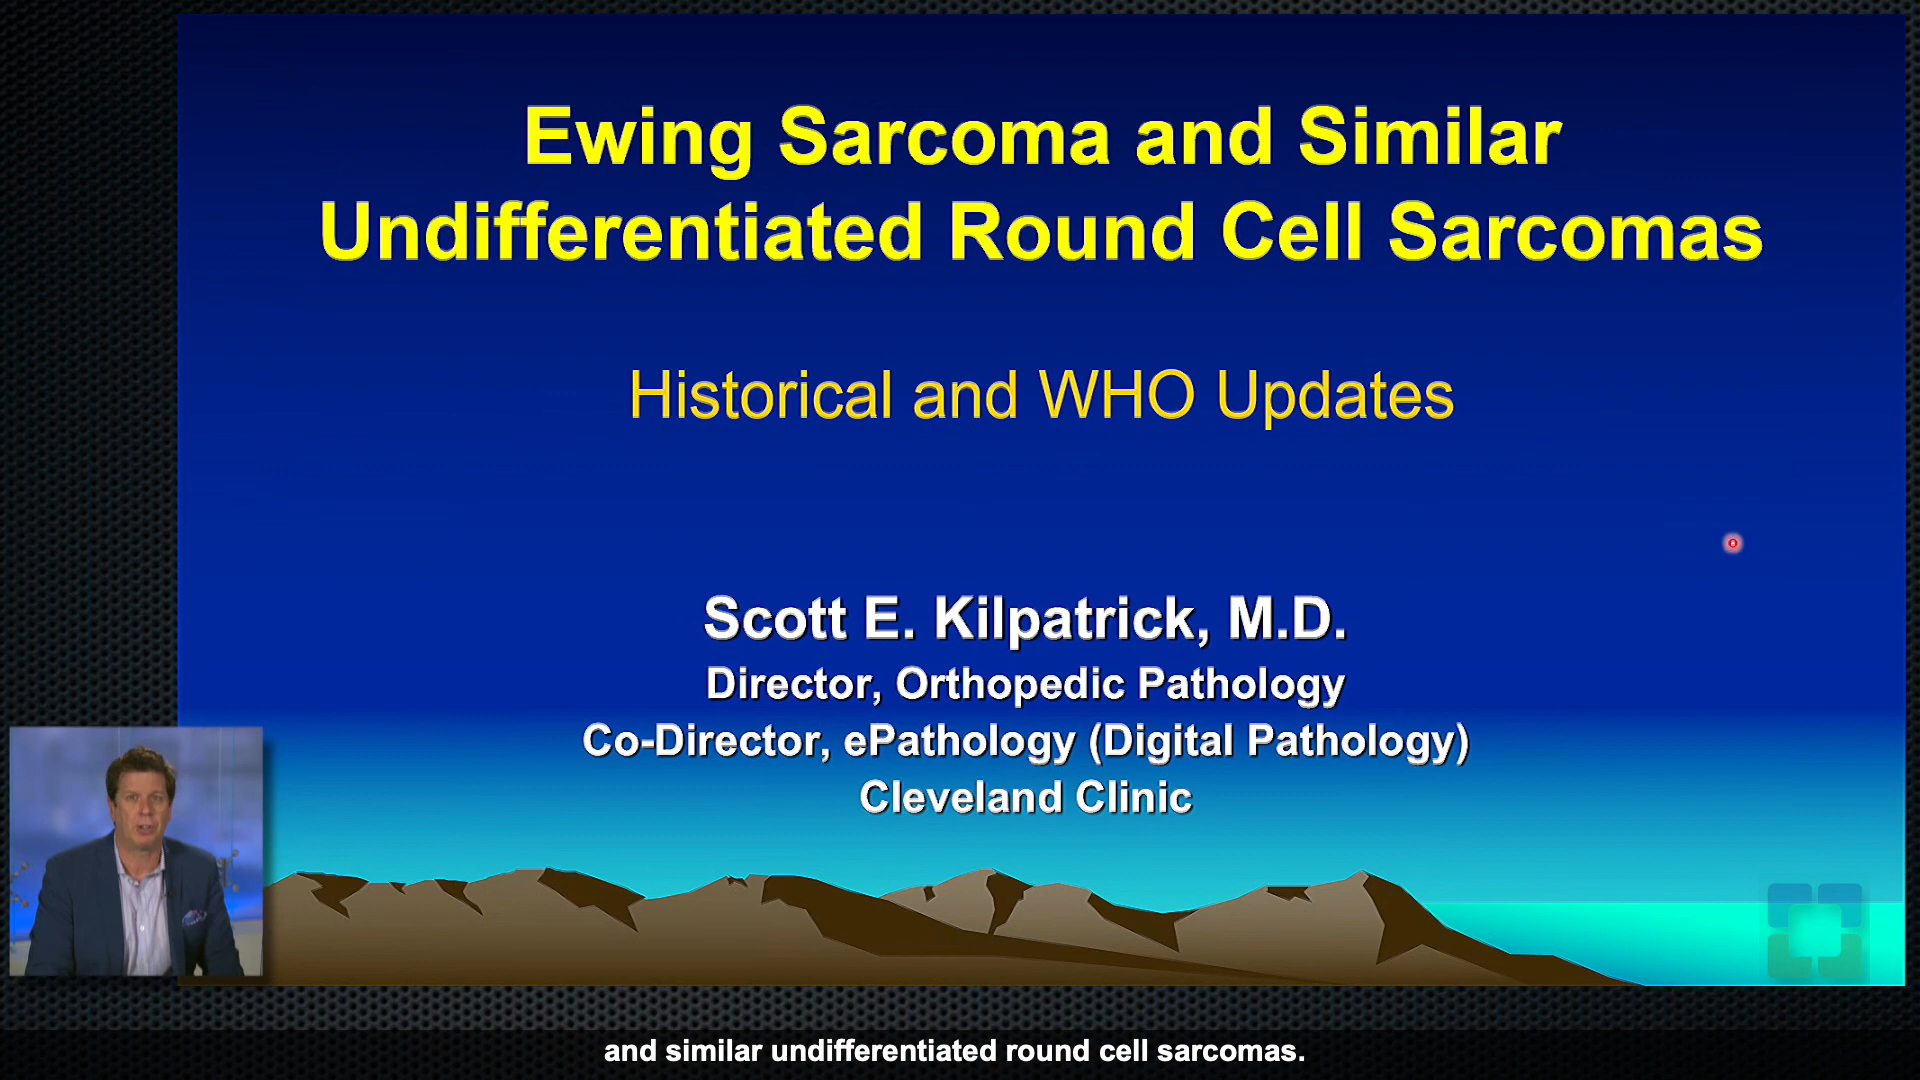 Ewing Sarcoma and Similar
Undifferentiated Round Cell Sarcomas
Historical and WHO Updates
Scott E. Kilpatrick, M.D.
Director, Orthopedic Pathology
Co-Director, ePathology (Digital Pathology)
Cleveland Clinic
and similar undifferentiated round cell sarcomas.